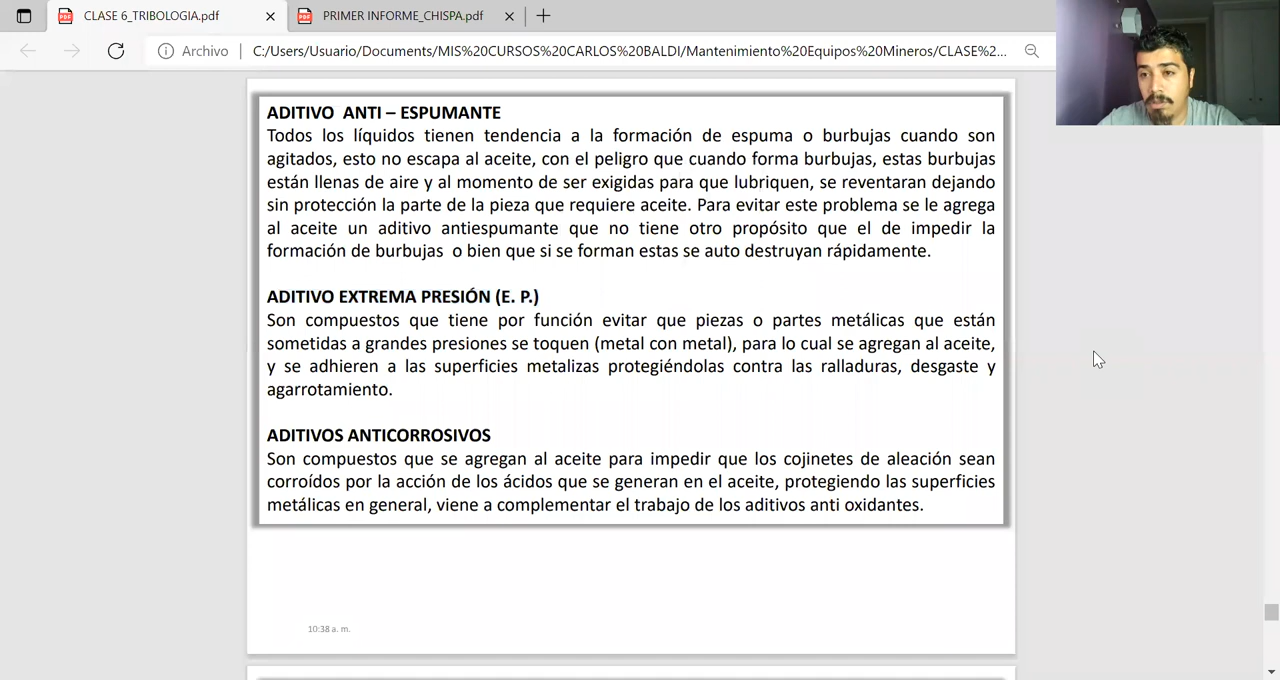 CLASE 6_TRIBOLOGIA.pdf
PRIMER INFORME_CHISPA.pdf
Archivo
C:/Users/Usuario/Documents/MIS%20CURSOS%20CARLOS%20BALDI/Mantenimiento%20Equipos%20Mineros/CLASE%2...
ADITIVO ANTI – ESPUMANTE
Todos los líquidos tienen tendencia a la formación de espuma o burbujas cuando son
agitados, esto no escapa al aceite, con el peligro que cuando forma burbujas, estas burbujas
están llenas de aire y al momento de ser exigidas para que lubriquen, se reventaran dejando
sin protección la parte de la pieza que requiere aceite. Para evitar este problema se le agrega
al aceite un aditivo antiespumante que no tiene otro propósito que el de impedir la
formación de burbujas o bien que si se forman estas se auto destruyan rápidamente.
ADITIVO EXTREMA PRESIÓN (E. P.)
Son compuestos que tiene por función evitar que piezas o partes metálicas que están
sometidas a grandes presiones se toquen (metal con metal), para lo cual se agregan al aceite,
y se adhieren a las superficies metalizas protegiéndolas contra las ralladuras, desgaste y
agarrotamiento.
ADITIVOS ANTICORROSIVOS
Son compuestos que se agregan al aceite para impedir que los cojinetes de aleación sean
corroídos por la acción de los ácidos que se generan en el aceite, protegiendo las superficies
metálicas en general, viene a complementar el trabajo de los aditivos anti oxidantes.
10:38 a. m.